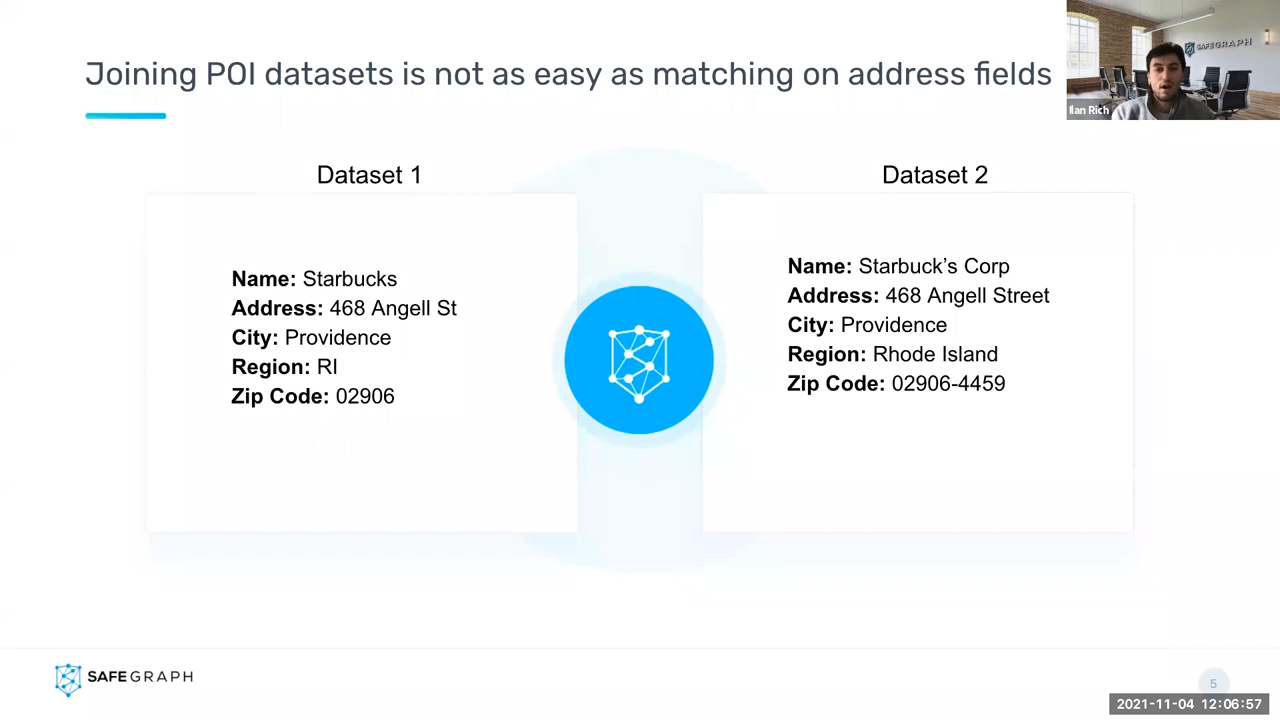 Joining POI datasets is not as easy as matching on address fields
SAFEGRAPH
Ilan Rich
Dataset 1
Name: Starbucks
Address: 468 Angell St
City: Providence
Region: RI
Zip Code: 02906
Dataset 2
Name: Starbuck’s Corp
Address: 468 Angell Street
City: Providence
Region: Rhode Island
Zip Code: 02906-4459
SAFEGRAPH
5
2021-11-04 12:06:57